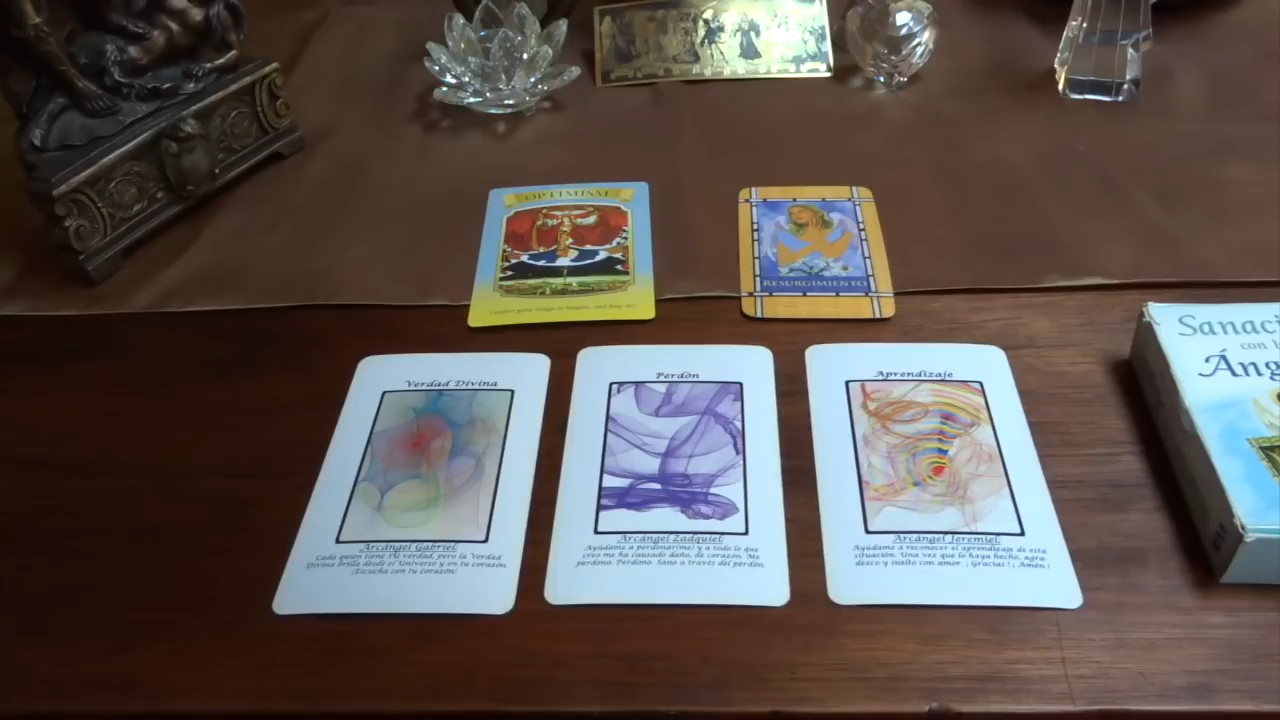 OPTIMISM
RESURGIMIENTO
Sanaci
con l
Áng
Verdad Divina
Arcángel Gabriel:
Cada quien tiene SU verdad, pero la Verdad
Divina brilla desde el Universo y en tu corazón.
¡Escucha con tu corazón!
Perdón
Arcángel Zadquiel:
Ayúdame a perdonar(me) y a todo lo que
creo me ha causado daño, de corazón. Me
perdono. Perdono. Sano a través del perdón.
Aprendizaje
Arcángel Jeremiel:
Ayúdame a reconocer el aprendizaje de esta
situación. Una vez que lo haya hecho, agra-
dezco y suelto con amor. ¡ Gracias ! ¡ Amén !